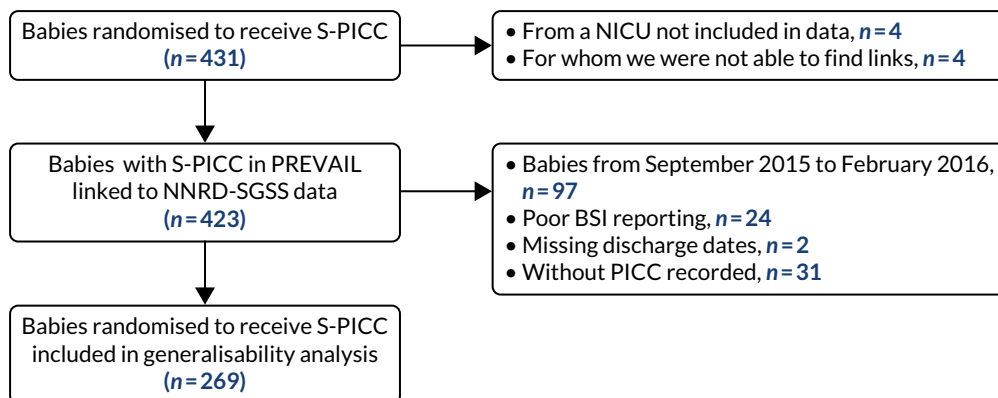 Babies randomised to receive S-PICC
(n=431)
• From a NICU not included in data, n=4
• For whom we were not able to find links, n=4
Babies with S-PICC in PREVAIL
linked to NNRD-SGSS data
(n=423)
• Babies from September 2015 to February 2016,
n=97
• Poor BSI reporting, n=24
• Missing discharge dates, n=2
• Without PICC recorded, n=31
Babies randomised to receive S-PICC
included in generalisability analysis
(n=269)